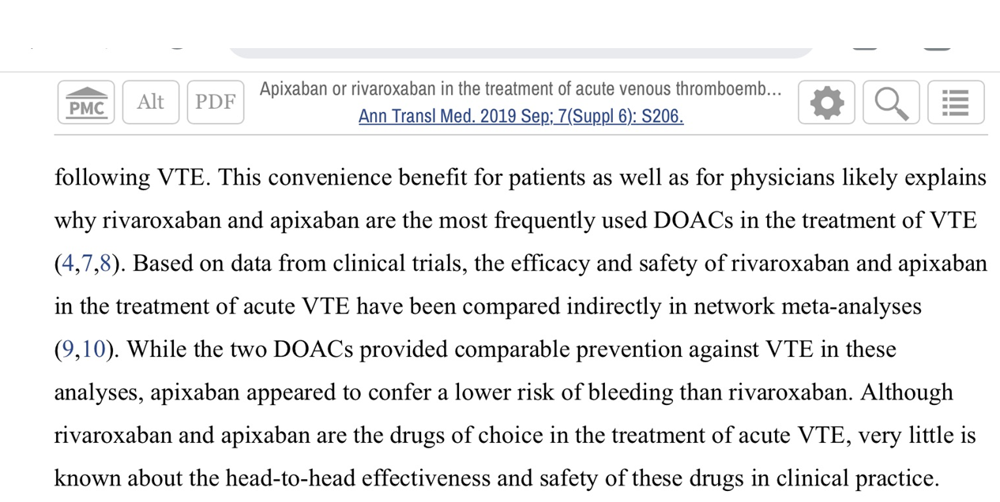 PMC Alt PDF
Apixaban or rivaroxaban in the treatment of acute venous thromboemb...
Ann Transl Med. 2019 Sep; 7(Suppl 6): S206.
following VTE. This convenience benefit for patients as well as for physicians likely explains
why rivaroxaban and apixaban are the most frequently used DOACs in the treatment of VTE
(4,7,8). Based on data from clinical trials, the efficacy and safety of rivaroxaban and apixaban
in the treatment of acute VTE have been compared indirectly in network meta-analyses
(9,10). While the two DOACs provided comparable prevention against VTE in these
analyses, apixaban appeared to confer a lower risk of bleeding than rivaroxaban. Although
rivaroxaban and apixaban are the drugs of choice in the treatment of acute VTE, very little is
known about the head-to-head effectiveness and safety of these drugs in clinical practice.